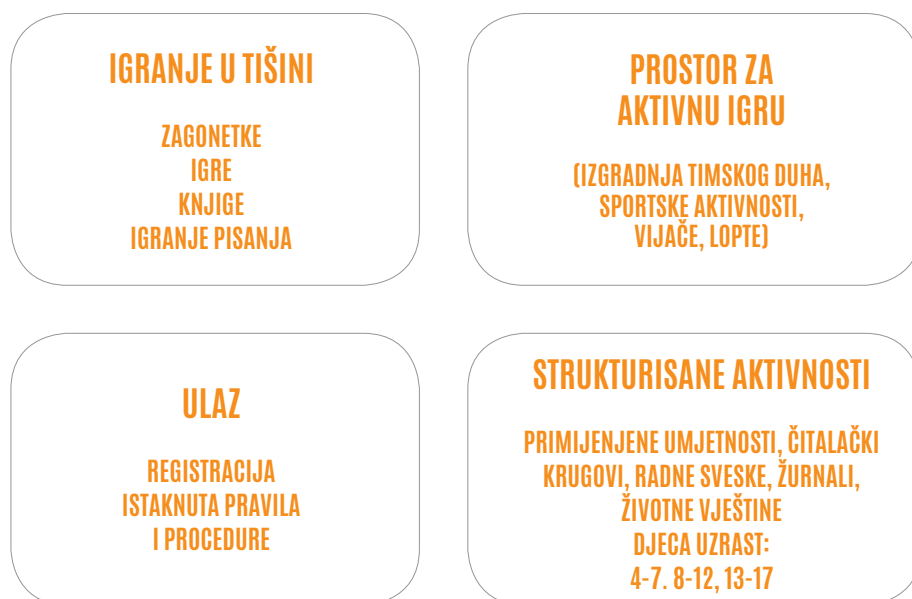 IGRANJE U TIŠINI
ZAGONETKE
IGRE
KNJIGE
IGRANJE PISANJA
PROSTOR ZA
AKTIVNU IGRU
(IZGRADNJA TIMSKOG DUHA,
SPORTSKE AKTIVNOSTI,
VIJAČE, LOPTE)
ULAZ
REGISTRACIJA
ISTAKNUTA PRAVILA
I PROCEDURE
STRUKTURISANE AKTIVNOSTI
PRIMIJENJENE UMJETNOSTI, ČITALAČKI
KRUGOVI, RADNE SVESKE, ŽURNALI,
ŽIVOTNE VJEŠTINE
DJECA UZRAST:
4-7. 8-12, 13-17